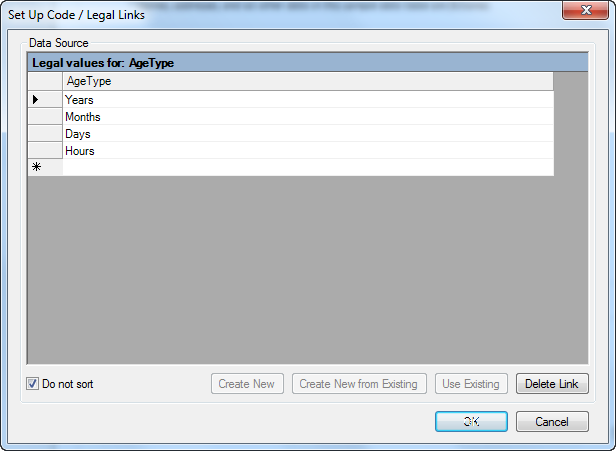 Set Up Code / Legal Links
Data Source
Legal values for: AgeType
AgeType
Years
Months
Days
Hours
Do not sort
Create New
Create New from Existing
Use Existing
Delete Link
OK
Cancel